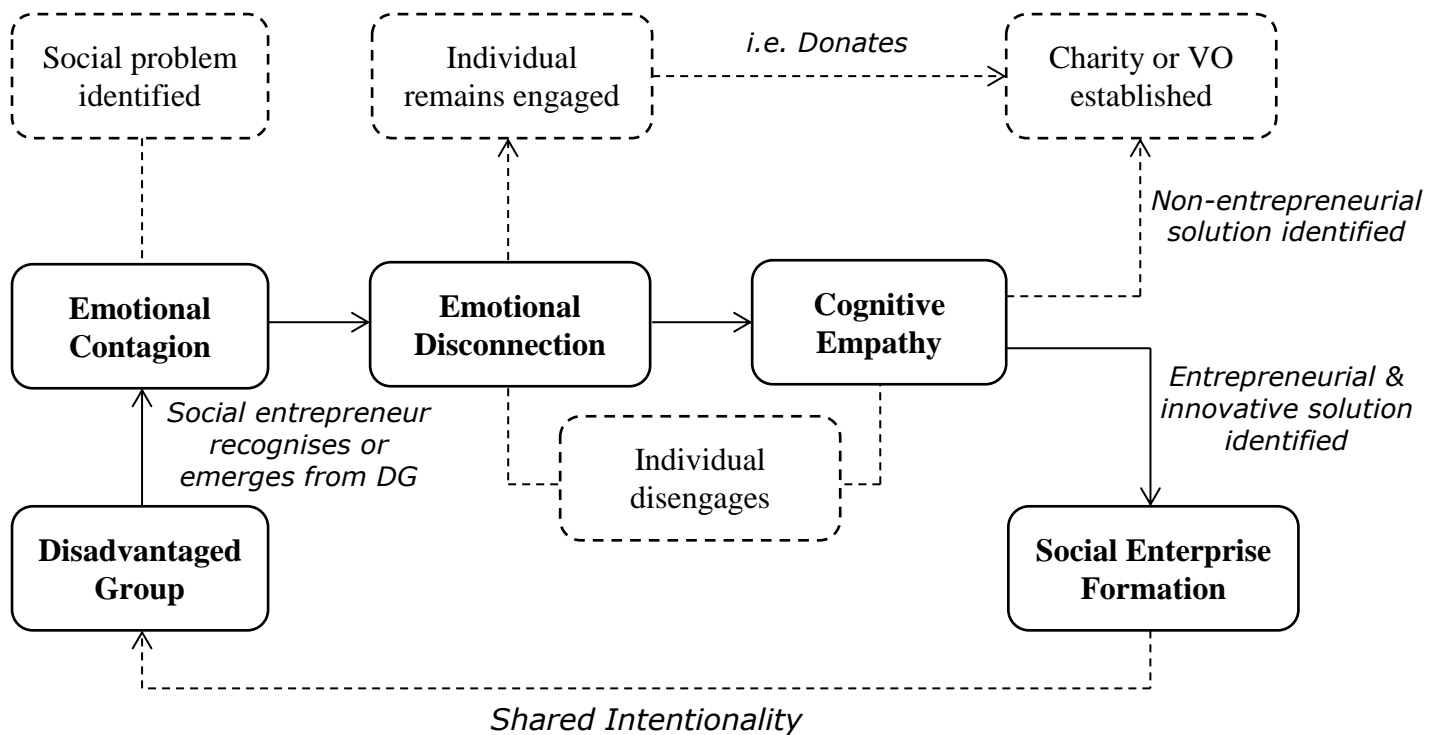 Social problem
identified
Individual
remains engaged
i.e. Donates
Charity or VO
established
Non-entrepreneurial
solution identified
Emotional
Contagion
Emotional
Disconnection
Cognitive
Empathy
Social entrepreneur
recognises or
emerges from DG
Individual
disengages
Entrepreneurial &
innovative solution
identified
Disadvantaged
Group
Social Enterprise
Formation
Shared Intentionality